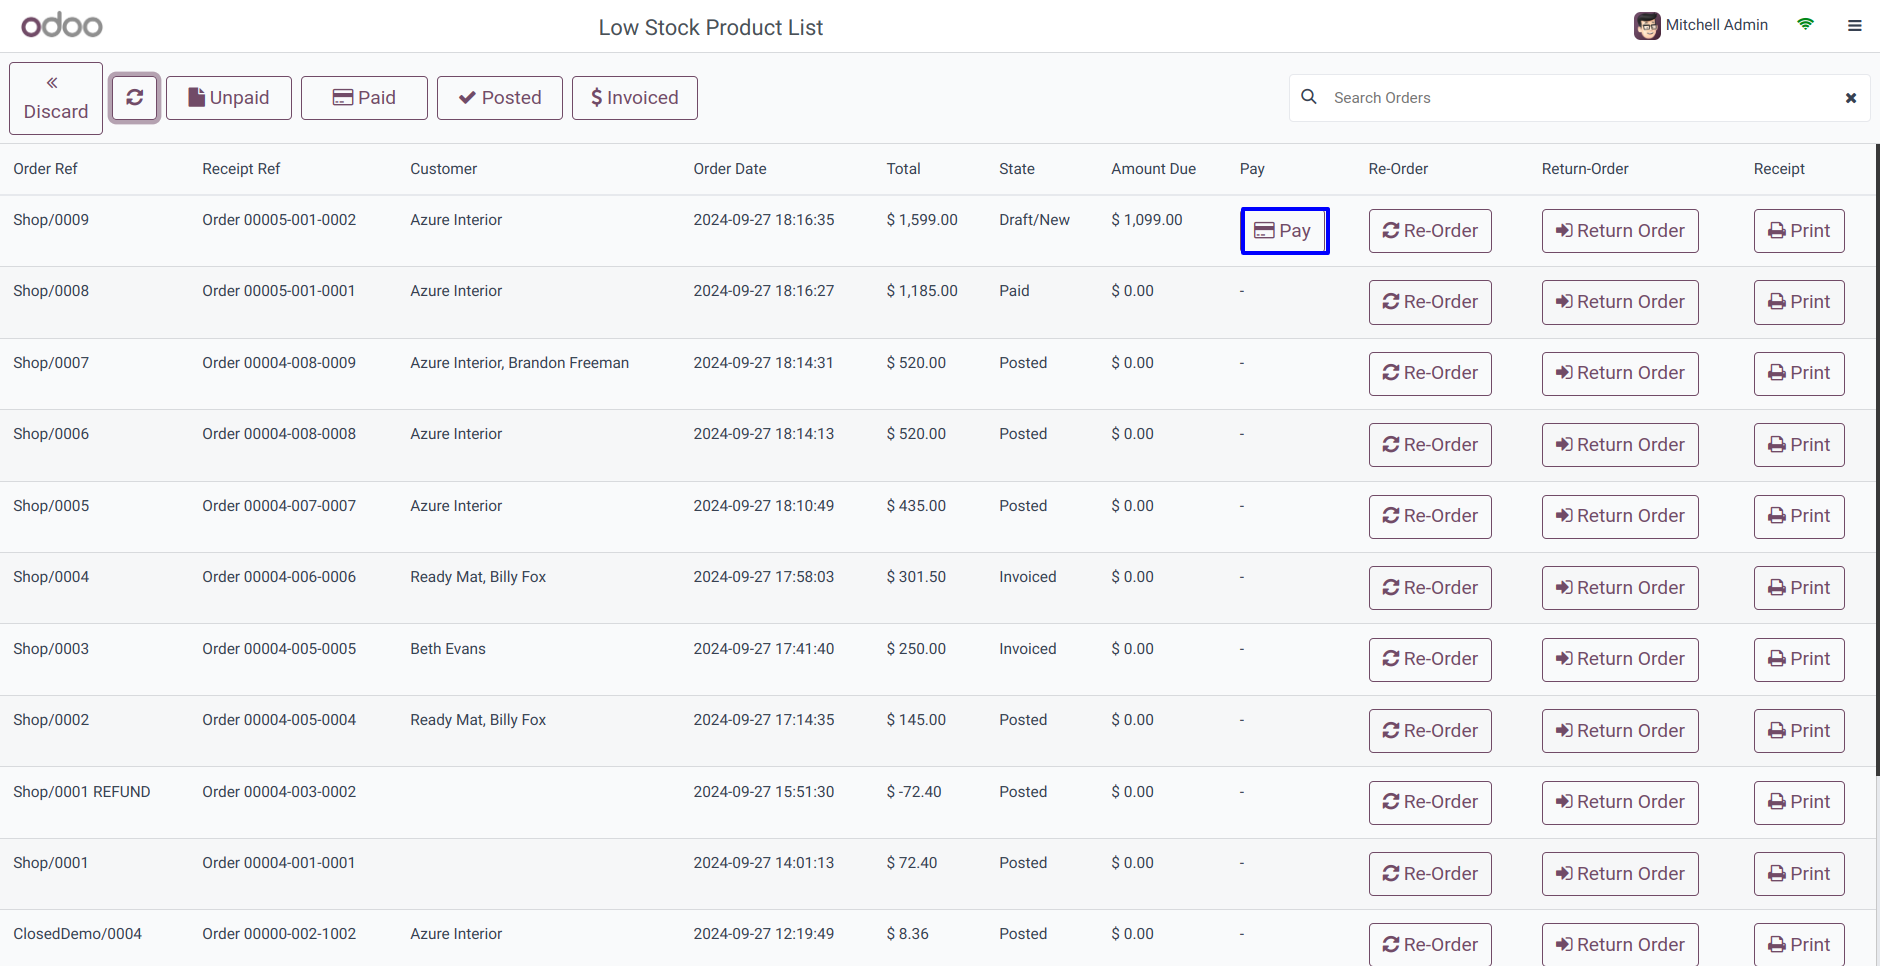 odoo
Low Stock Product List
Mitchell Admin
Discard
Unpaid
Paid
Posted
Invoiced
Search Orders
Order Ref Receipt Ref Customer Order Date Total State Amount Due Pay Re-Order Return-Order Receipt
Shop/0009 Order 00005-001-0002 Azure Interior 2024-09-27 18:16:35 $ 1,599.00 Draft/New $ 1,099.00 Pay Re-Order Return Order Print
Shop/0008 Order 00005-001-0001 Azure Interior 2024-09-27 18:16:27 $ 1,185.00 Paid $ 0.00 - Re-Order Return Order Print
Shop/0007 Order 00004-008-0009 Azure Interior, Brandon Freeman 2024-09-27 18:14:31 $ 520.00 Posted $ 0.00 - Re-Order Return Order Print
Shop/0006 Order 00004-008-0008 Azure Interior 2024-09-27 18:14:13 $ 520.00 Posted $ 0.00 - Re-Order Return Order Print
Shop/0005 Order 00004-007-0007 Azure Interior 2024-09-27 18:10:49 $ 435.00 Posted $ 0.00 - Re-Order Return Order Print
Shop/0004 Order 00004-006-0006 Ready Mat, Billy Fox 2024-09-27 17:58:03 $ 301.50 Invoiced $ 0.00 - Re-Order Return Order Print
Shop/0003 Order 00004-005-0005 Beth Evans 2024-09-27 17:41:40 $ 250.00 Invoiced $ 0.00 - Re-Order Return Order Print
Shop/0002 Order 00004-005-0004 Ready Mat, Billy Fox 2024-09-27 17:14:35 $ 145.00 Posted $ 0.00 - Re-Order Return Order Print
Shop/0001 REFUND Order 00004-003-0002 2024-09-27 15:51:30 $ -72.40 Posted $ 0.00 - Re-Order Return Order Print
Shop/0001 Order 00004-001-0001 2024-09-27 14:01:13 $ 72.40 Posted $ 0.00 - Re-Order Return Order Print
ClosedDemo/0004 Order 00000-002-1002 Azure Interior 2024-09-27 12:19:49 $ 8.36 Posted $ 0.00 - Re-Order Return Order Print